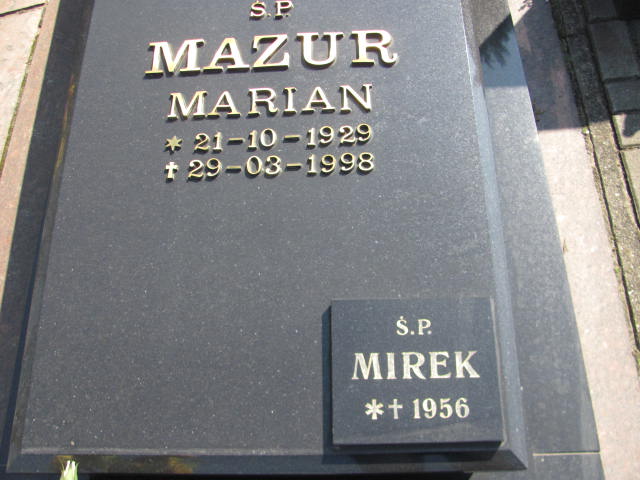 Ś.P.
MAZUR
MARIAN
* 21-10-1929
✝ 29-03-1998
Ś.P.
MIREK
*✝ 1956